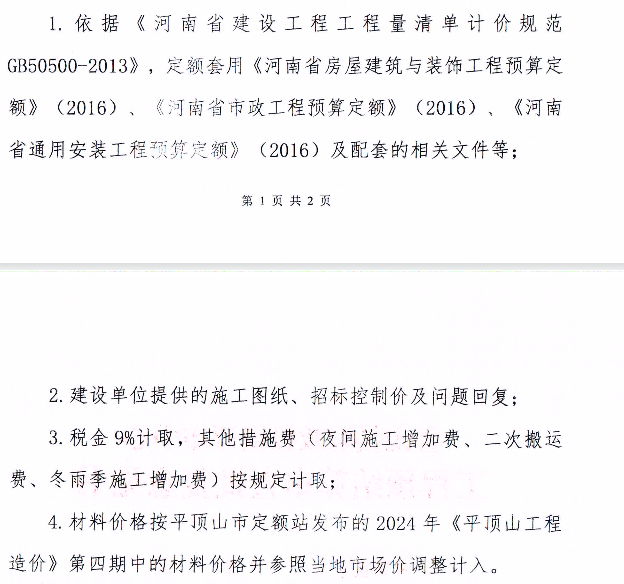 1.依据《河南省建设工程工程量清单计价规范
GB50500-2013》，定额套用《河南省房屋建筑与装饰工程预算定
额》（2016）、《河南省市政工程预算定额》（2016）、《河南
省通用安装工程预算定额》（2016）及配套的相关文件等；
第 1 页 共 2 页
2.建设单位提供的施工图纸、招标控制价及问题回复；
3.税金 9%计取，其他措施费（夜间施工增加费、二次搬运
费、冬雨季施工增加费）按规定计取；
4.材料价格按平顶山市定额站发布的 2024 年《平顶山工程
造价》第四期中的材料价格并参照当地市场价调整计入。